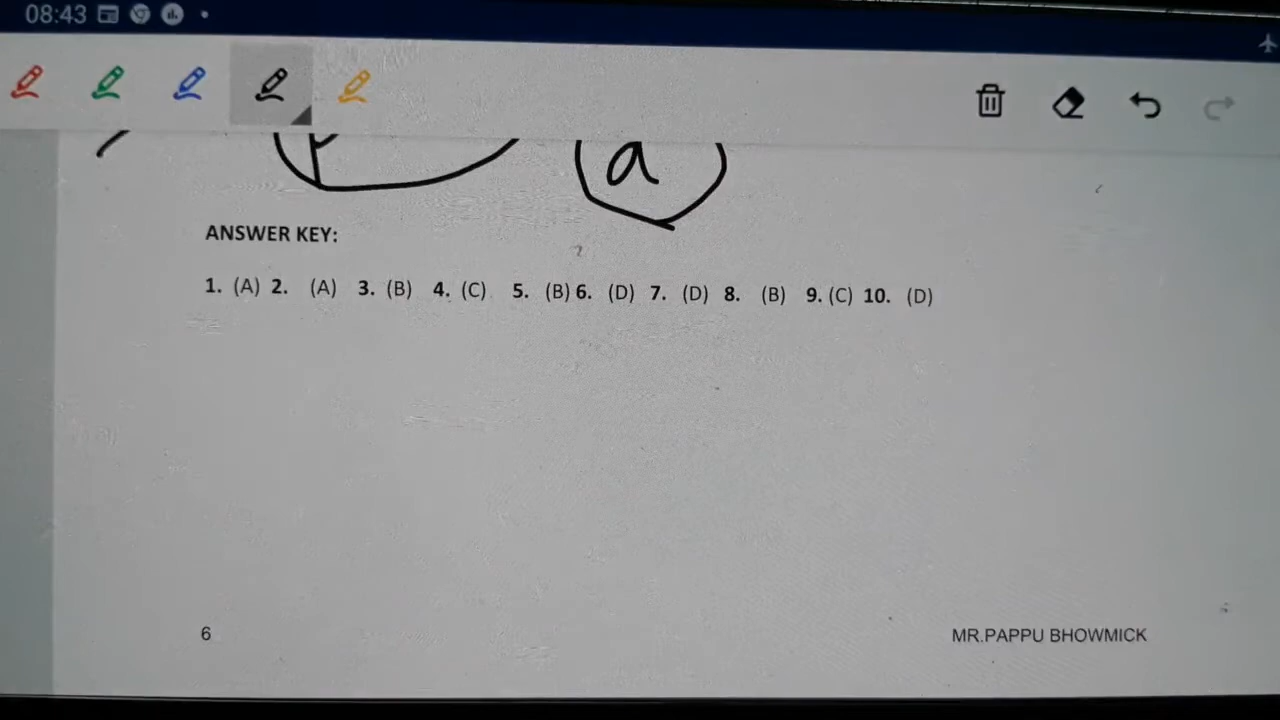 08:43
a
ANSWER KEY:
1. (A) 2. (A) 3. (B) 4. (C) 5. (B) 6. (D) 7. (D) 8. (B) 9. (C) 10. (D)
6 MR.PAPPU BHOWMICK